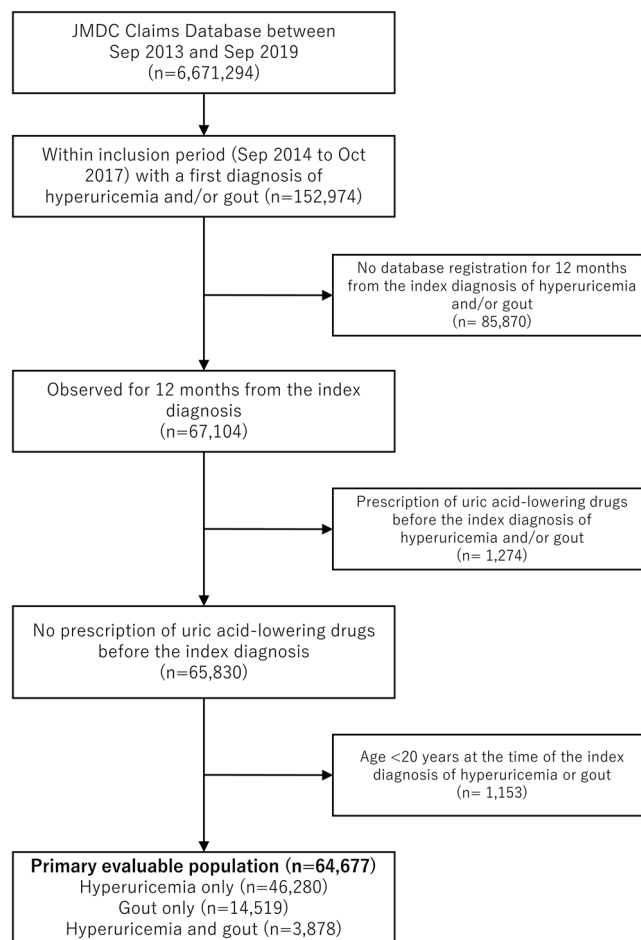 JMDC Claims Database between
Sep 2013 and Sep 2019
(n=6,671,294)
Within inclusion period (Sep 2014 to Oct
2017) with a first diagnosis of
hyperuricemia and/or gout (n=152,974)
No database registration for 12 months
from the index diagnosis of hyperuricemia
and/or gout
(n= 85,870)
Observed for 12 months from the index
diagnosis
(n=67,104)
Prescription of uric acid-lowering drugs
before the index diagnosis of
hyperuricemia and/or gout
(n= 1,274)
No prescription of uric acid-lowering drugs
before the index diagnosis
(n=65,830)
Age <20 years at the time of the index
diagnosis of hyperuricemia or gout
(n= 1,153)
Primary evaluable population (n=64,677)
Hyperuricemia only (n=46,280)
Gout only (n=14,519)
Hyperuricemia and gout (n=3,878)